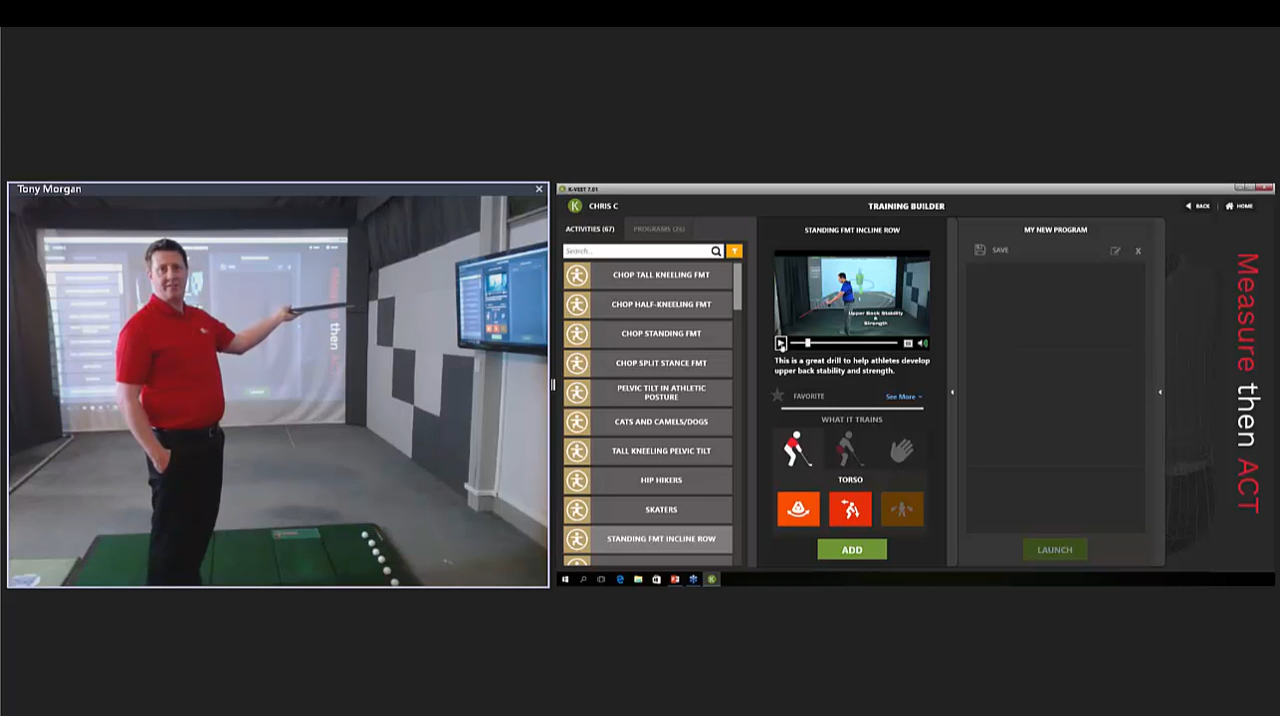 Tony Morgan
K-VEST 7.01
K
CHRIS C
TRAINING BUILDER
BACK
HOME
ACTIVITIES (67)
Search...
CHOP TALL KNEELING FMT
CHOP HALF-KNEELING FMT
CHOP STANDING FMT
CHOP SPLIT STANCE FMT
PELVIC TILT IN ATHLETIC
POSTURE
CATS AND CAMELS/DOGS
TALL KNEELING PELVIC TILT
HIP HIKERS
SKATERS
STANDING FMT INCLINE ROW
STANDING FMT INCLINE ROW
Upper Back Stability
&
Strength
This is a great drill to help athletes develop
upper back stability and strength.
FAVORITE
See More
WHAT IT TRAINS
TORSO
ADD
MY NEW PROGRAM
SAVE
X
LAUNCH
Measure then ACT
then